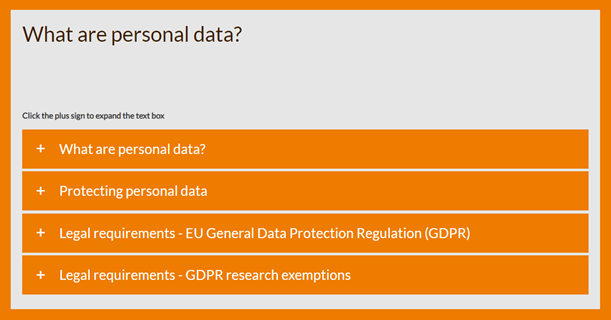 What are personal data?
Click the plus sign to expand the text box
+ What are personal data?
+ Protecting personal data
+ Legal requirements - EU General Data Protection Regulation (GDPR)
+ Legal requirements - GDPR research exemptions